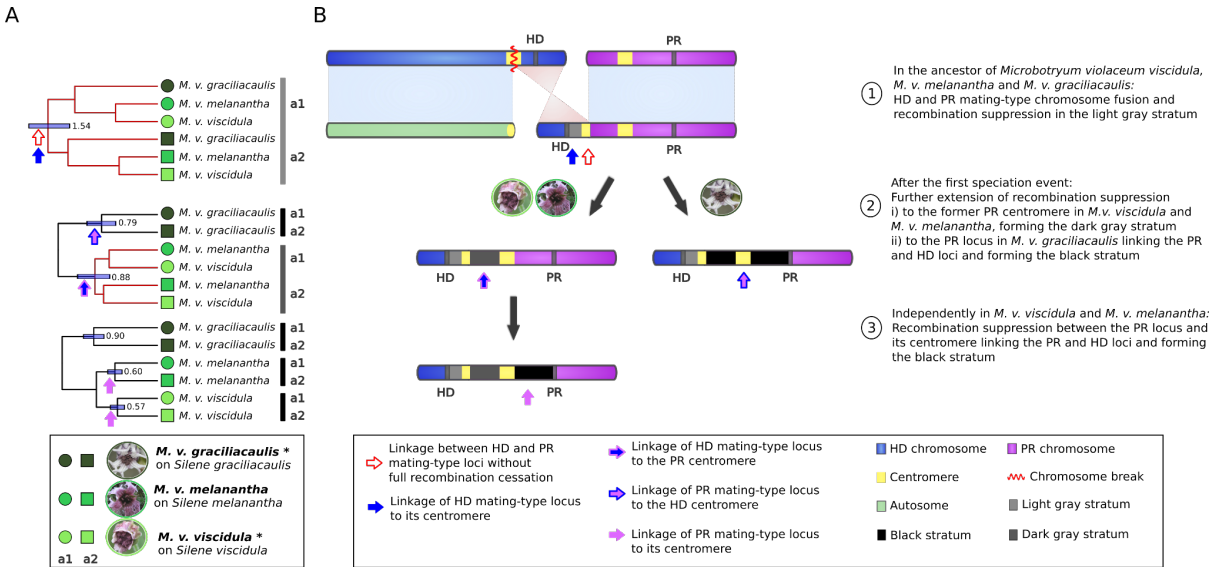 A
M. v. graciliacaulis
M. v. melanantha
M. v. viscidula
M. v. graciliacaulis
M. v. melanantha
M. v. viscidula
a1
a2
1.54
M. v. graciliacaulis
M. v. graciliacaulis
M. v. melanantha
M. v. viscidula
M. v. melanantha
M. v. viscidula
a1
a2
a1
a2
0.79
0.88
M. v. graciliacaulis
M. v. graciliacaulis
M. v. melanantha
M. v. melanantha
M. v. viscidula
M. v. viscidula
a1
a2
a1
a2
a1
a2
0.90
0.60
0.57
M. v. graciliacaulis *
on Silene graciliacaulis
M. v. melanantha
on Silene melanantha
M. v. viscidula *
on Silene viscidula
a1 a2
B
HD
PR
HD
PR
HD
PR
HD
PR
HD
PR
1
In the ancestor of Microbotryum violaceum viscidula,
M. v. melanantha and M. v. graciliacaulis:
HD and PR mating-type chromosome fusion and
recombination suppression in the light gray stratum
2
After the first speciation event:
Further extension of recombination suppression
i) to the former PR centromere in M.v. viscidula and
M. v. melanantha, forming the dark gray stratum
ii) to the PR locus in M. v. graciliacaulis linking the PR
and HD loci and forming the black stratum
3
Independently in M. v. viscidula and M. v. melanantha:
Recombination suppression between the PR locus and
its centromere linking the PR and HD loci and forming
the black stratum
Linkage between HD and PR
mating-type loci without
full recombination cessation
Linkage of HD mating-type locus
to its centromere
Linkage of HD mating-type locus
to the PR centromere
Linkage of PR mating-type locus
to the HD centromere
Linkage of PR mating-type locus
to its centromere
HD chromosome
Centromere
Autosome
Black stratum
PR chromosome
Chromosome break
Light gray stratum
Dark gray stratum